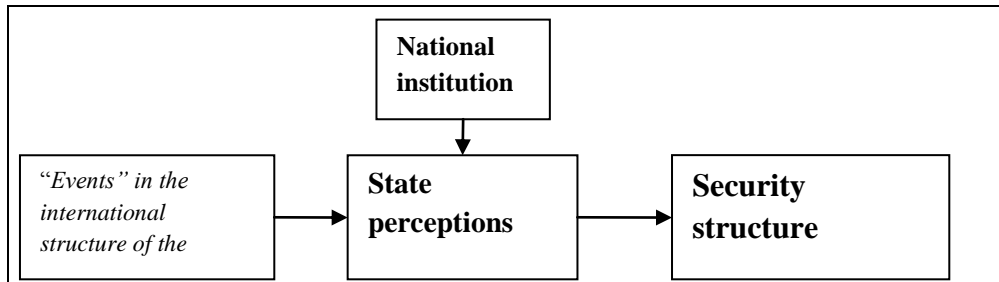 National
institution
“Events” in the
international
structure of the
State
perceptions
Security
structure